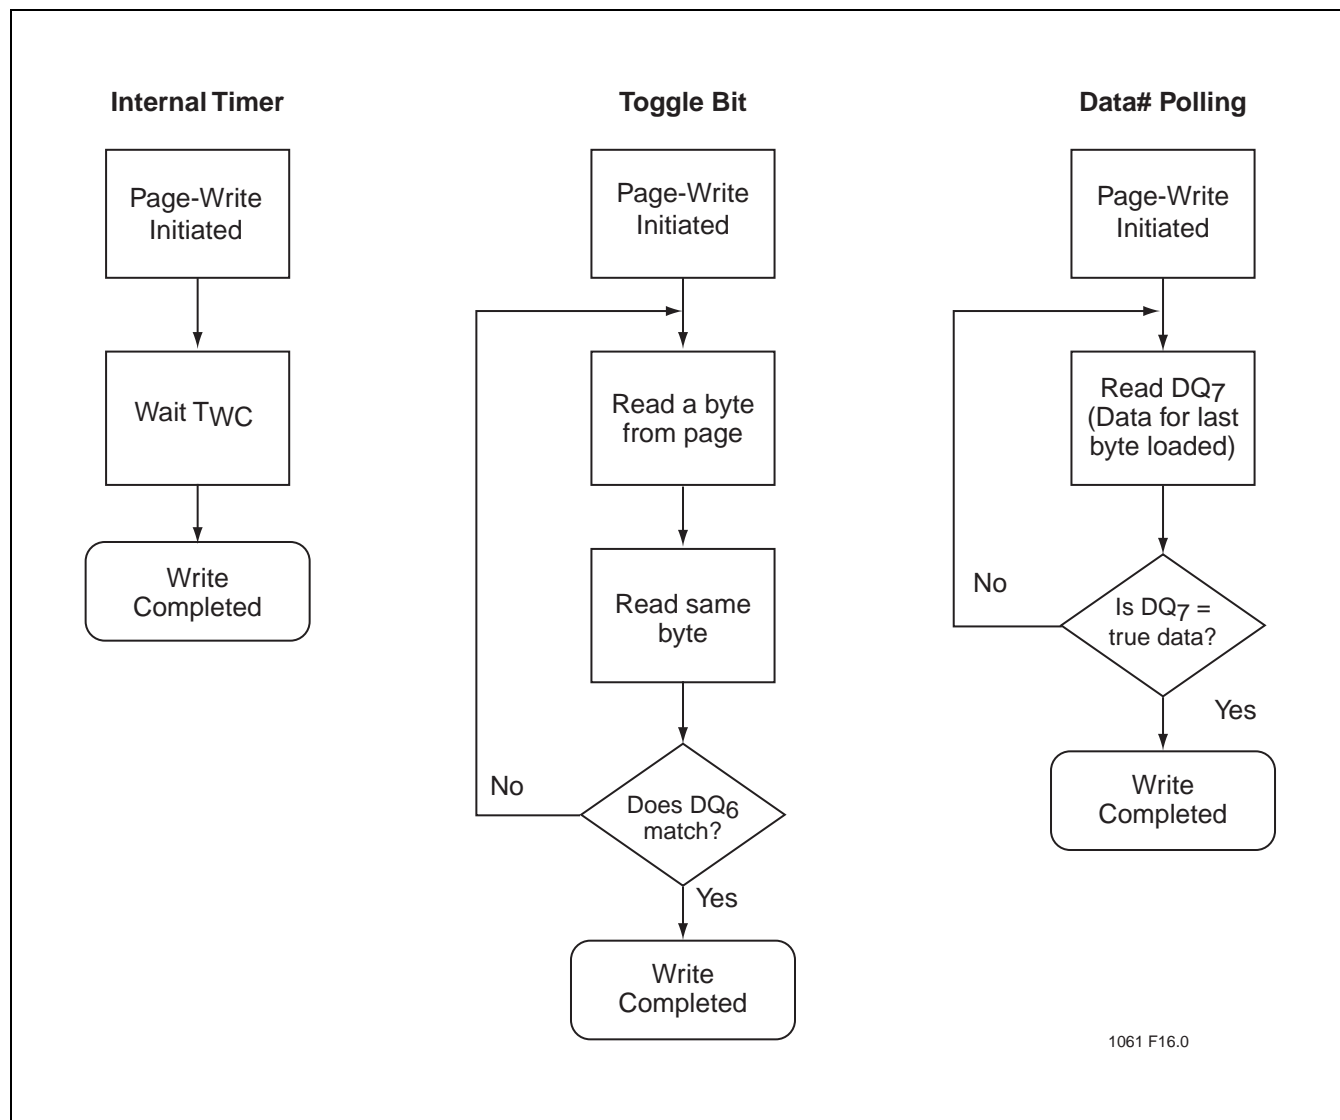 Internal Timer
Page-Write
Initiated
Wait TWC
Write
Completed
Toggle Bit
Page-Write
Initiated
Read a byte
from page
Read same
byte
Does DQ6
match?
No
Yes
Write
Completed
Data# Polling
Page-Write
Initiated
Read DQ7
(Data for last
byte loaded)
Is DQ7 =
true data?
No
Yes
Write
Completed
1061 F16.0